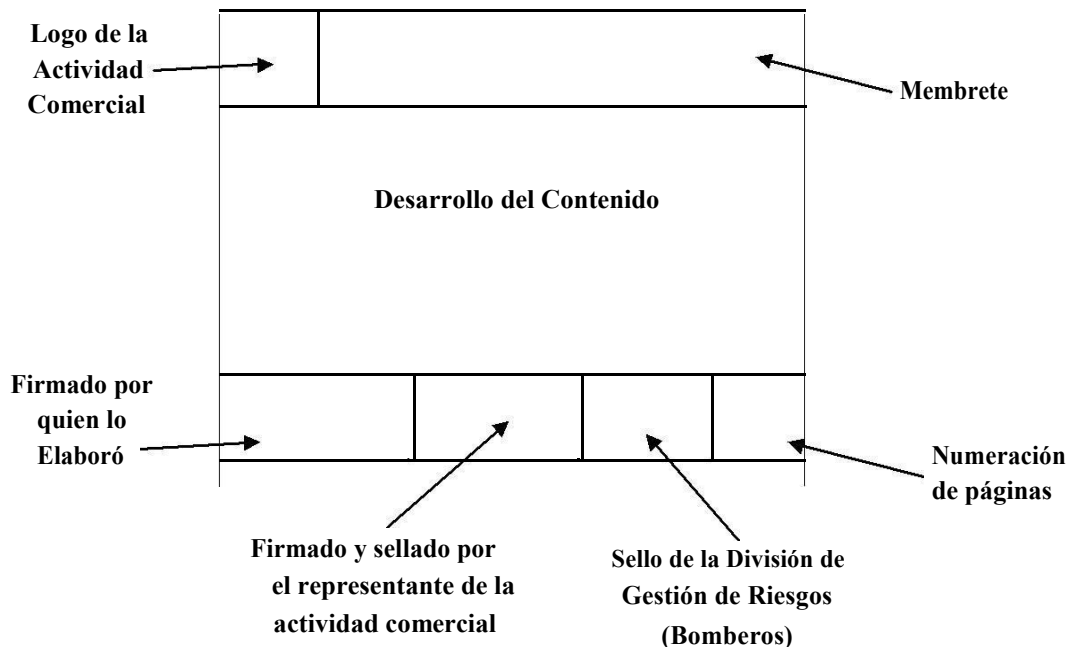 Logo de la
Actividad
Comercial
Membrete
Desarrollo del Contenido
Firmado por
quien lo
Elaboró
Numeración
de páginas
Firmado y sellado por
el representante de la
actividad comercial
Sello de la División de
Gestión de Riesgos
(Bomberos)